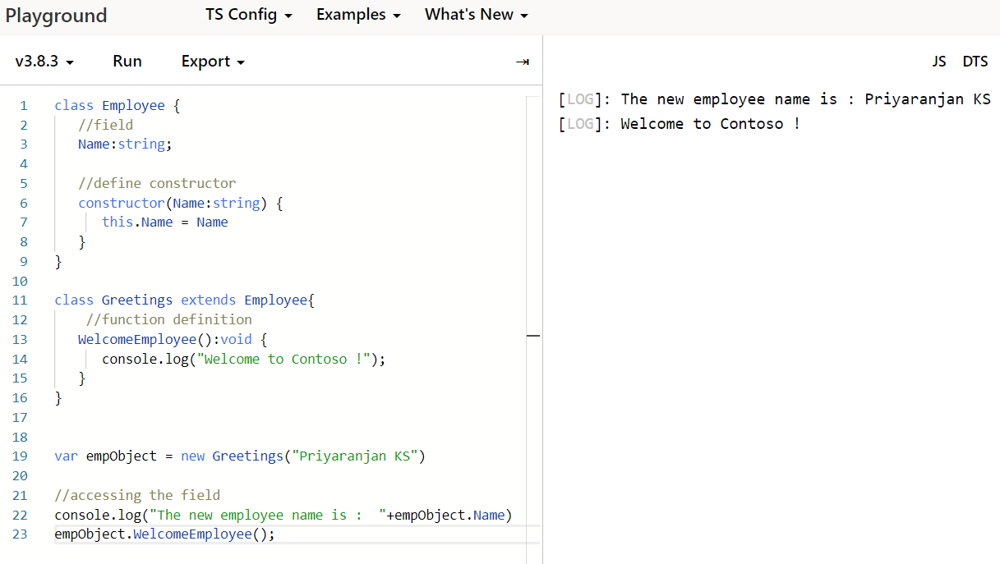 Playground TS Config Examples What's New
v3.8.3 Run Export JS DTS
1 class Employee {
2 //field
3 Name:string;
4
5 //define constructor
6 constructor(Name:string) {
7 this.Name = Name
8 }
9 }
10
11 class Greetings extends Employee{
12 //function definition
13 WelcomeEmployee():void {
14 console.log("Welcome to Contoso !");
15 }
16 }
17
18
19 var empObject = new Greetings("Priyaranjan KS")
20
21 //accessing the field
22 console.log("The new employee name is :  "+empObject.Name)
23 empObject.WelcomeEmployee();
[LOG]: The new employee name is : Priyaranjan KS
[LOG]: Welcome to Contoso !